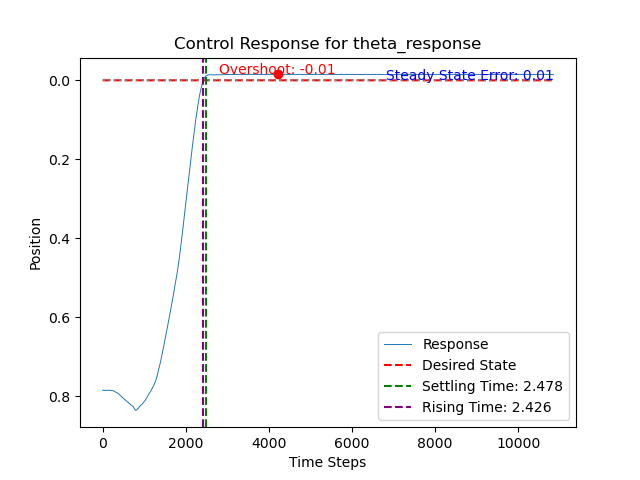 Control Response for theta_response
Overshoot: -0.01
Steady State Error: 0.01
0.0
0.2
0.4
0.6
0.8
Position
Response
Desired State
Settling Time: 2.478
Rising Time: 2.426
0
2000
4000
6000
8000
10000
Time Steps